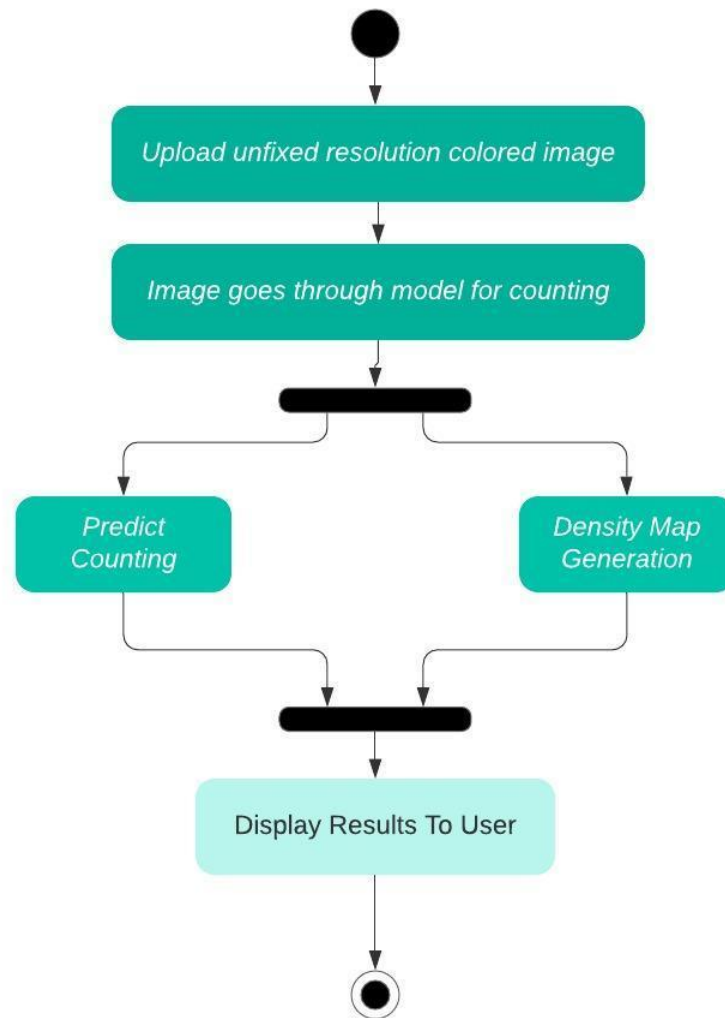 Upload unfixed resolution colored image
Image goes through model for counting
Predict
Counting
Density Map
Generation
Display Results To User